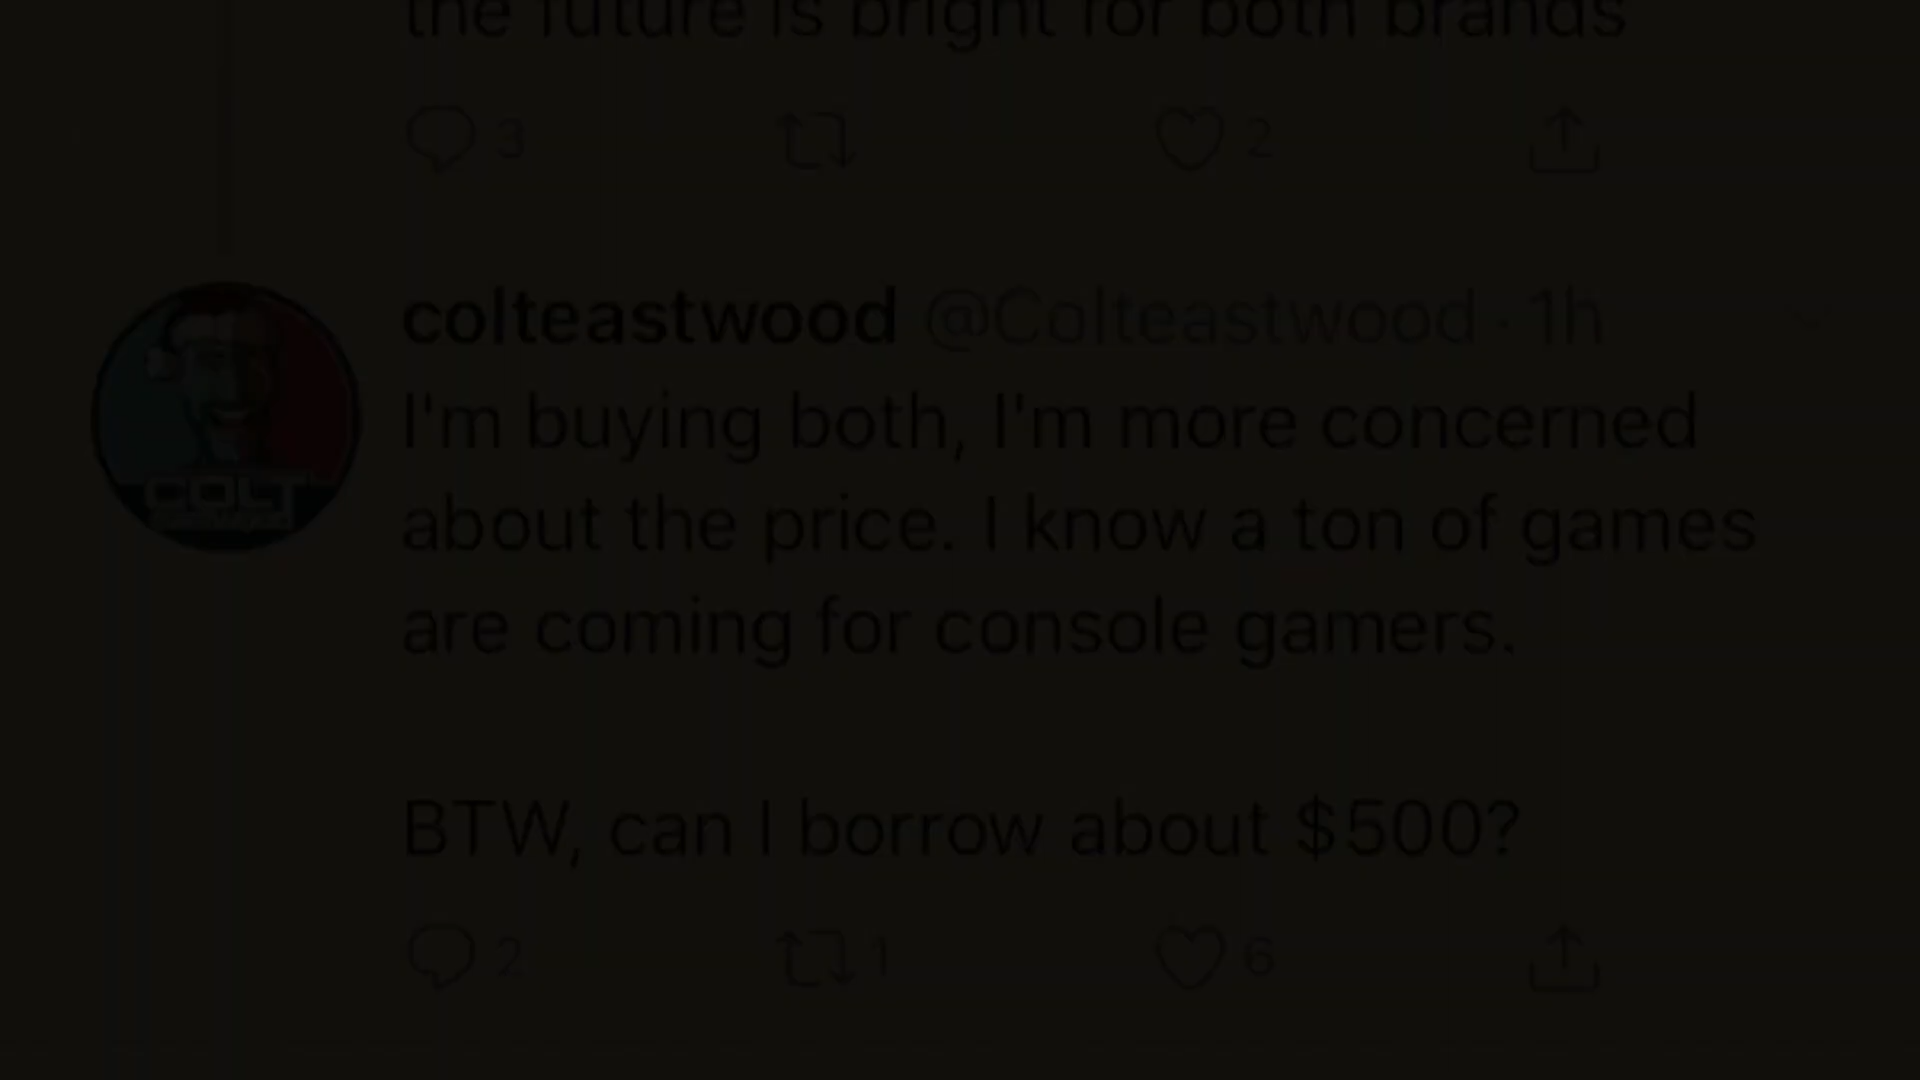 the future is bright for both brands
3 2
colteastwood @Colteastwood · 1h
I'm buying both, I'm more concerned
about the price. I know a ton of games
are coming for console gamers.
BTW, can I borrow about $500?
2 1 6
COLT